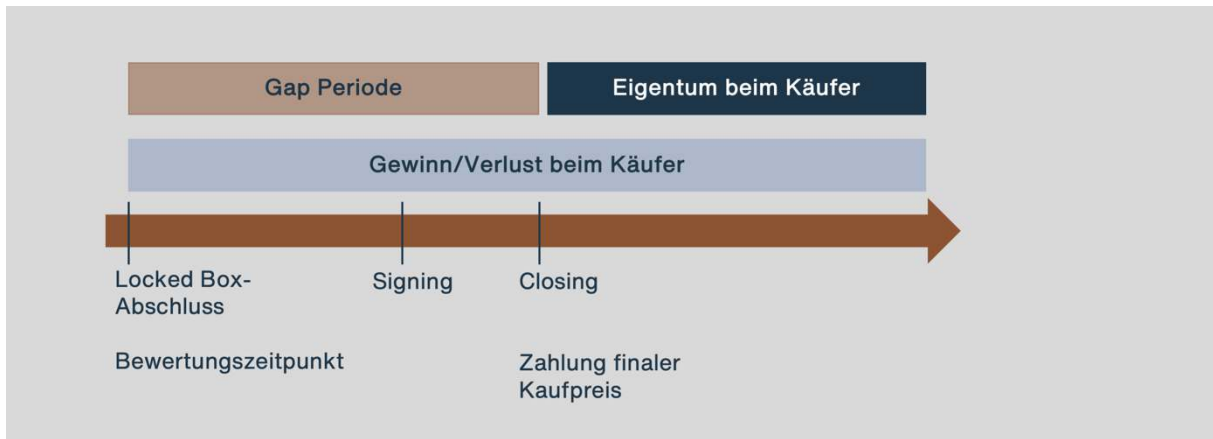 Gap Periode
Eigentum beim Käufer
Gewinn/Verlust beim Käufer
Locked Box-
Abschluss
Signing
Closing
Bewertungszeitpunkt
Zahlung finaler
Kaufpreis